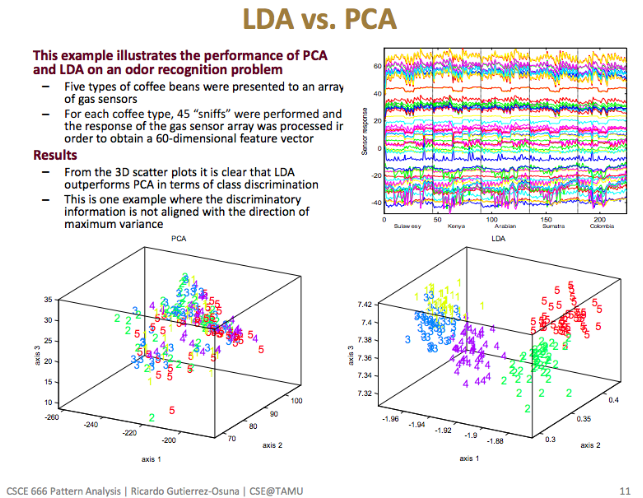 LDA vs. PCA
This example illustrates the performance of PCA
and LDA on an odor recognition problem
– Five types of coffee beans were presented to an array
of gas sensors
– For each coffee type, 45 “sniffs” were performed and
the response of the gas sensor array was processed in
order to obtain a 60-dimensional feature vector
Results
– From the 3D scatter plots it is clear that LDA
outperforms PCA in terms of class discrimination
– This is one example where the discriminatory
information is not aligned with the direction of
maximum variance
Sensor response
60
40
20
0
-20
-40
0 50 100 150 200
Sulawesy Kenya Arabian Sumatra Colombia
PCA
35
30
25
20
15
10
axis 3
-260 -240 -220 -200
axis 1
70 80 90 100
axis 2
LDA
7.42
7.4
7.38
7.36
7.34
7.32
axis 3
-1.96 -1.94 -1.92 -1.9 -1.88
axis 1
0.3 0.35 0.4
axis 2
CSCE 666 Pattern Analysis | Ricardo Gutierrez-Osuna | CSE@TAMU
11